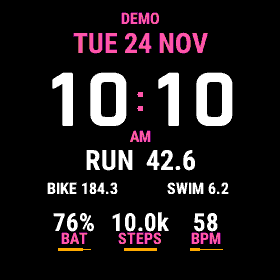 DEMO
TUE 24 NOV
10:10
AM
RUN 42.6
BIKE 184.3 SWIM 6.2
76% 10.0k 58
BAT STEPS BPM